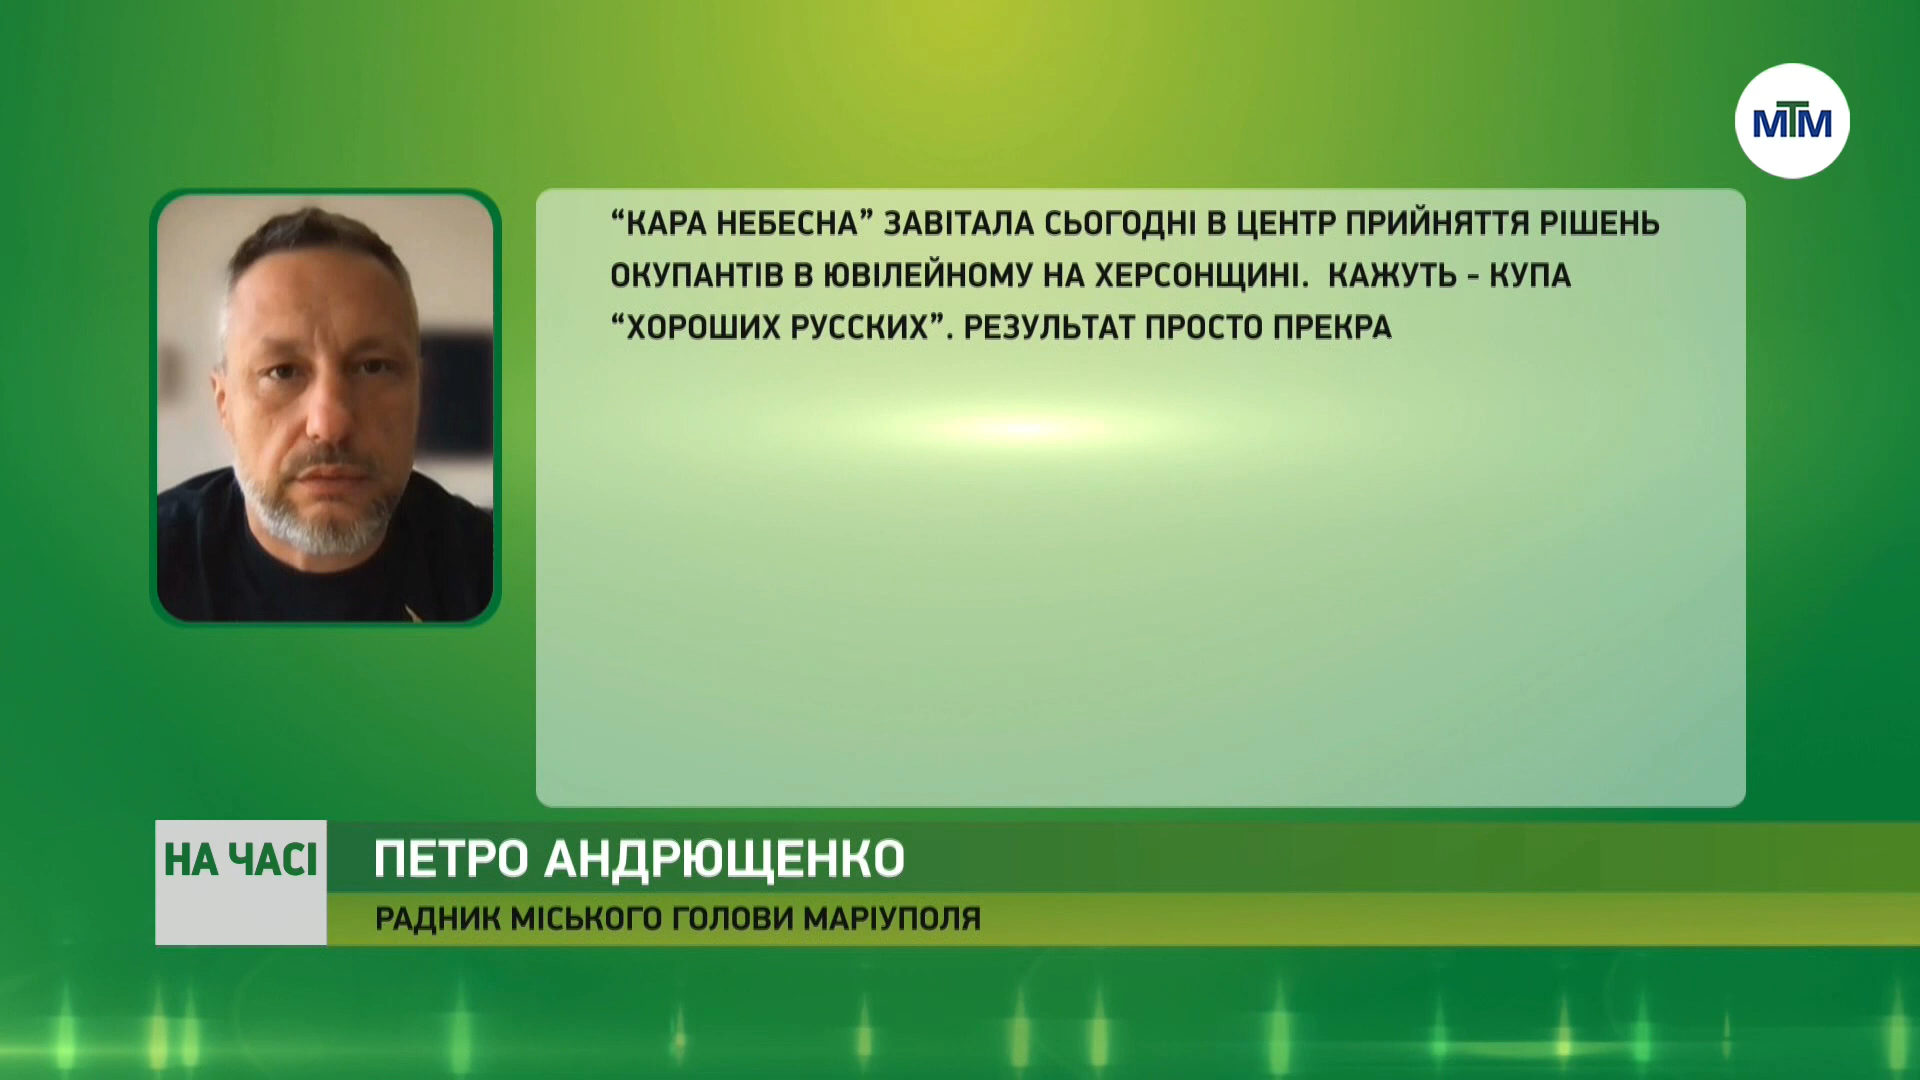 МТМ
“КАРА НЕБЕСНА” ЗАВІТАЛА СЬОГОДНІ В ЦЕНТР ПРИЙНЯТТЯ РІШЕНЬ
ОКУПАНТІВ В ЮВІЛЕЙНОМУ НА ХЕРСОНЩИНІ. КАЖУТЬ - КУПА
“ХОРОШИХ РУССКИХ”. РЕЗУЛЬТАТ ПРОСТО ПРЕКРА
НА ЧАСІ
ПЕТРО АНДРЮЩЕНКО
РАДНИК МІСЬКОГО ГОЛОВИ МАРІУПОЛЯ